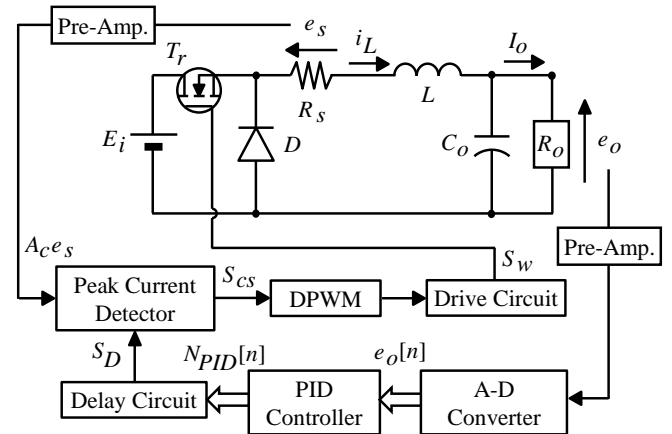 Pre-Amp.
e_s
i_L
I_o
T_r
R_s
L
E_i
D
C_o
R_o
e_o
A_c e_s
Pre-Amp.
S_cs
S_w
Peak Current
Detector
DPWM
Drive Circuit
S_D
N_PID[n]
e_o[n]
Delay Circuit
PID
Controller
A-D
Converter